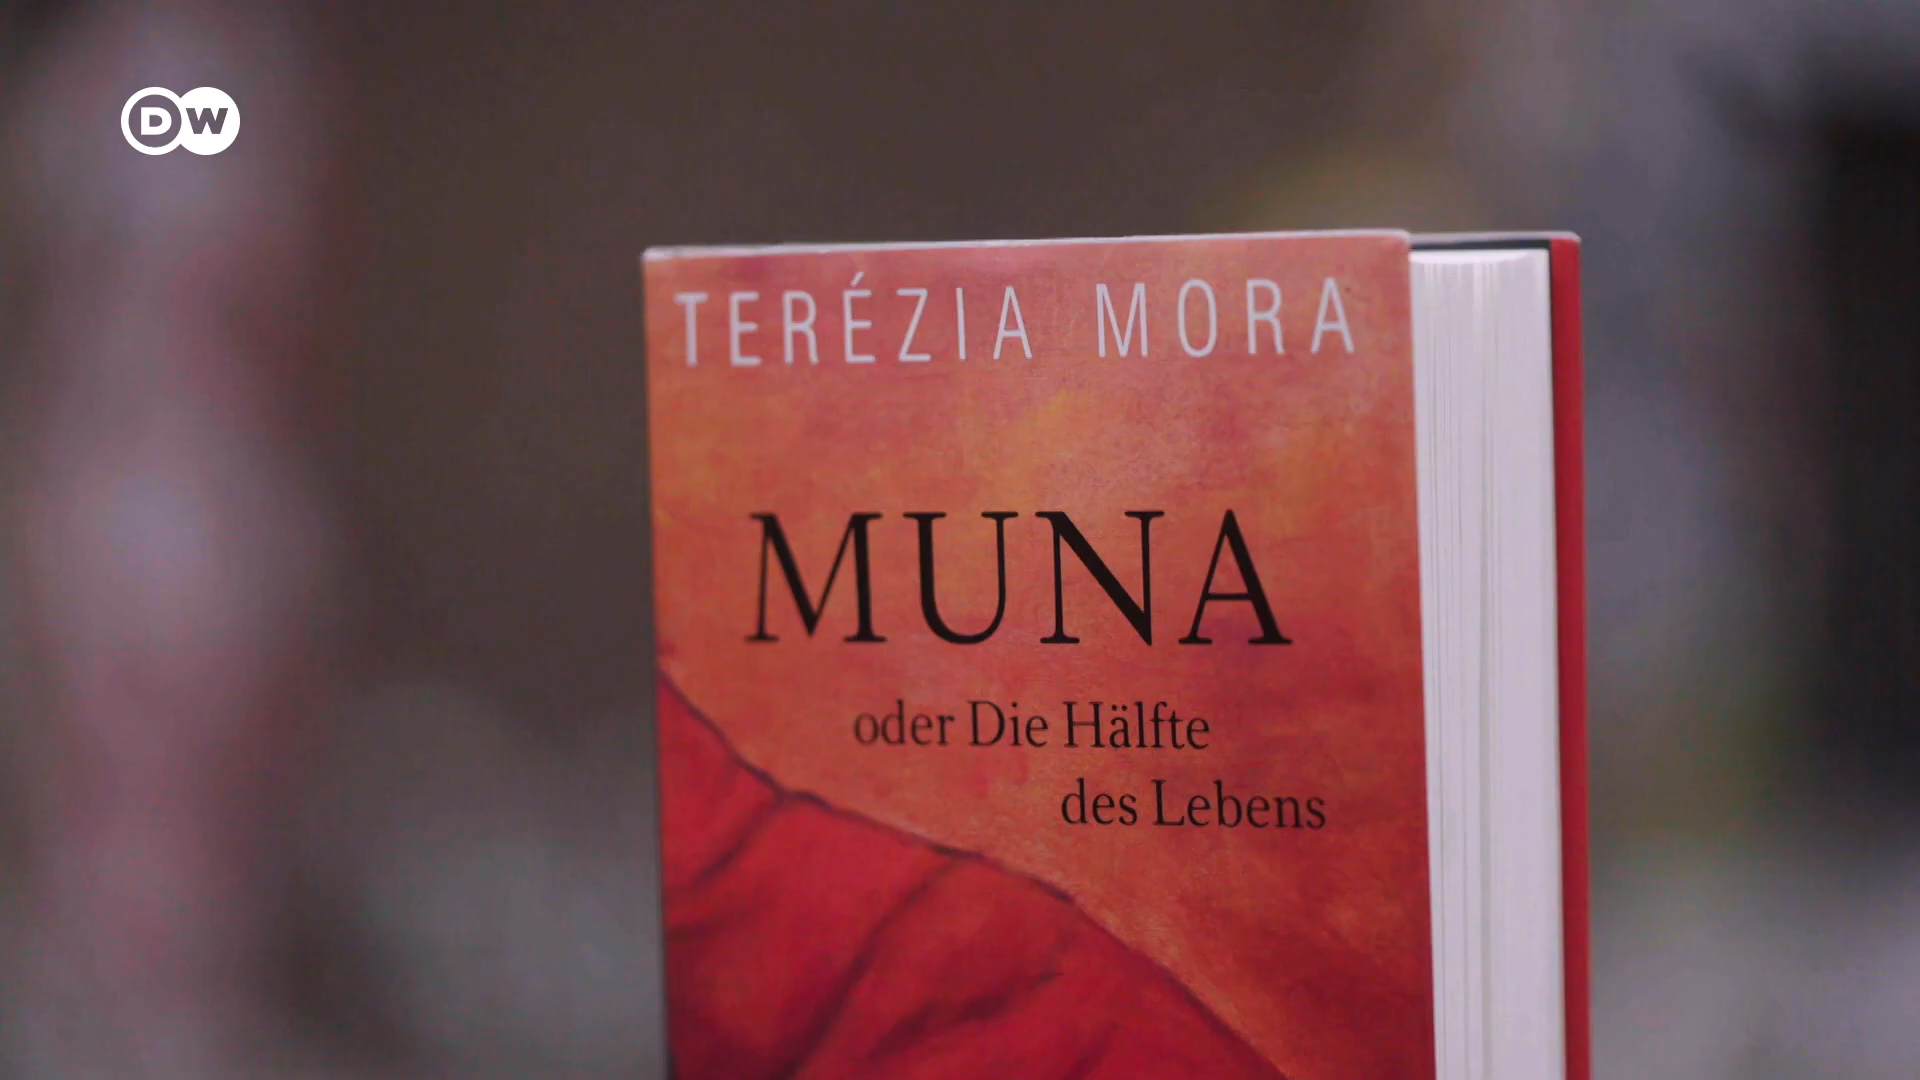 DW
TERÉZIA MORA
MUNA
oder Die Hälfte
des Lebens